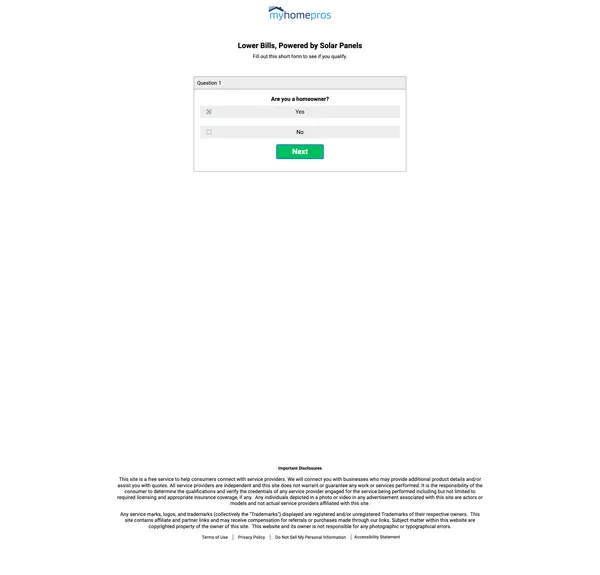 myhomepros
Lower Bills, Powered by Solar Panels
Fill out this short form to see if you qualify.
Question 1
Are you a homeowner?
Yes
No
Next
Important Disclosures
This site is a free service to help consumers connect with service providers. We will connect you with businesses who may provide additional product details and/or
assist you with quotes. All service providers are independent and this site does not warrant or guarantee any work or services performed. It is the responsibility of the
consumer to determine the qualifications and verify the credentials of any service provider engaged for the service being performed including but not limited to
required licensing and appropriate insurance coverage, if any. Any individuals depicted in a photo or video in any advertisement associated with this site are actors or
models and not actual service providers affiliated with this site.
Any service marks, logos, and trademarks (collectively the "Trademarks") displayed are registered and/or unregistered Trademarks of their respective owners. This
site contains affiliate and partner links and may receive compensation for referrals or purchases made through our links. Subject matter within this website are
copyrighted property of the owner of this site. This website and its owner is not responsible for any photographic or typographical errors.
Terms of Use | Privacy Policy | Do Not Sell My Personal Information | Accessibility Statement